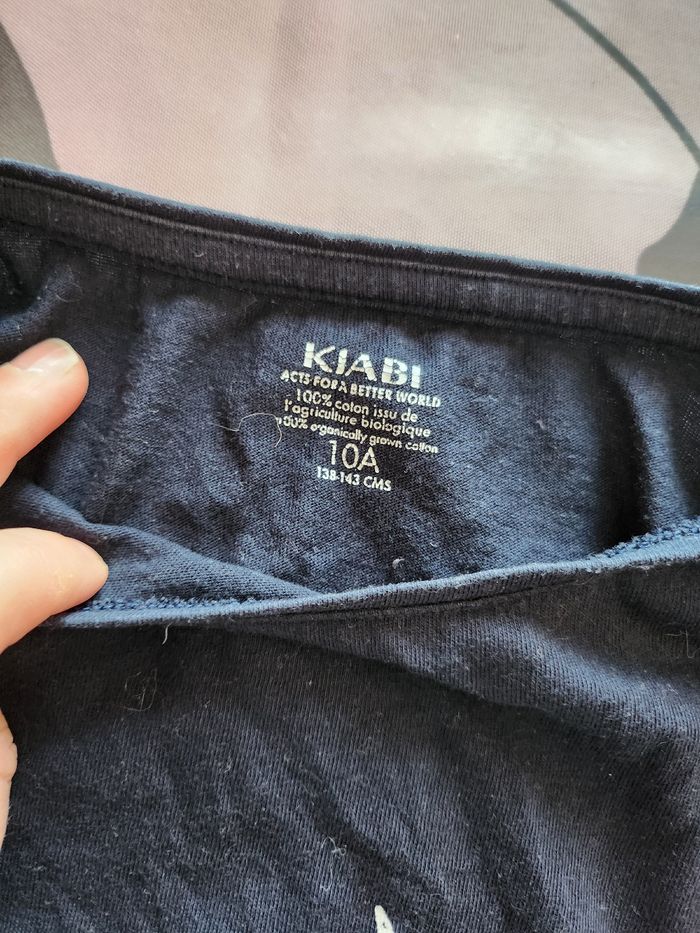 KIABI
ACTS FOR A BETTER WORLD
100% coton issu de
l'agriculture biologique
100% organically grown cotton
10A
138-143 CMS